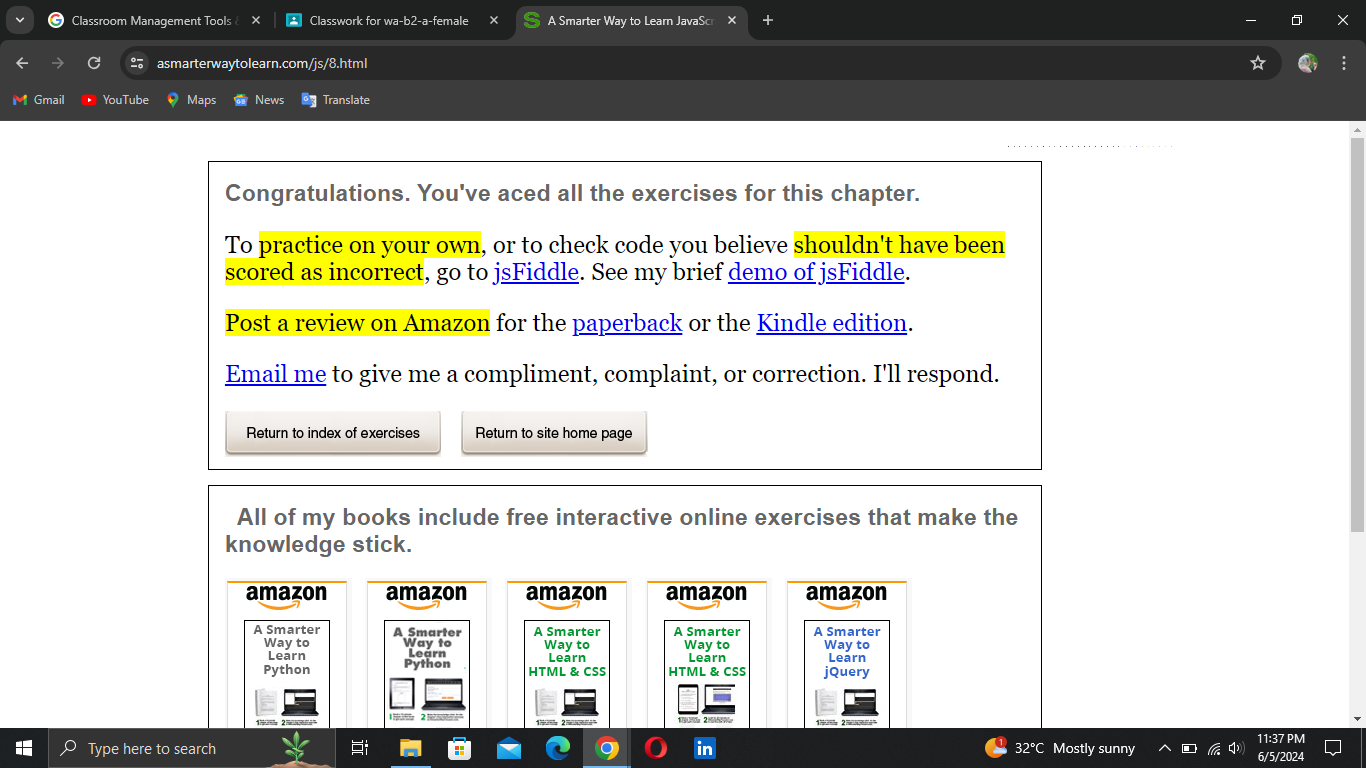 Classroom Management Tools &
Classwork for wa-b2-a-female
A Smarter Way to Learn JavaScr
asmarterwaytolearn.com/js/8.html
Gmail
YouTube
Maps
News
Translate
Congratulations. You've aced all the exercises for this chapter.
To practice on your own, or to check code you believe shouldn't have been
scored as incorrect, go to jsFiddle. See my brief demo of jsFiddle.
Post a review on Amazon for the paperback or the Kindle edition.
Email me to give me a compliment, complaint, or correction. I'll respond.
Return to index of exercises
Return to site home page
All of my books include free interactive online exercises that make the
knowledge stick.
amazon
A Smarter
Way to
Learn
Python
amazon
A Smarter
Way to
Learn
Python
amazon
A Smarter
Way to
Learn
HTML & CSS
amazon
A Smarter
Way to
Learn
HTML & CSS
amazon
A Smarter
Way to
Learn
jQuery
Type here to search
32°C Mostly sunny
11:37 PM
6/5/2024